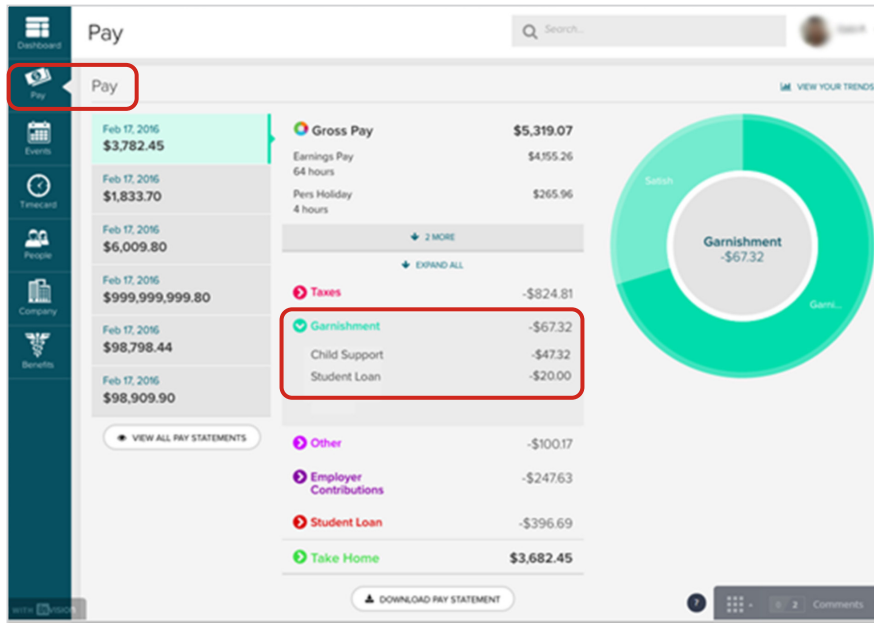 Dashboard
Pay
Search...
Pay
Pay
VIEW YOUR TRENDS
Events
Timecard
People
Company
Benefits
Feb 17, 2016
$3,782.45
Feb 17, 2016
$1,833.70
Feb 17, 2016
$6,009.80
Feb 17, 2016
$999,999,999.80
Feb 17, 2016
$98,798.44
Feb 17, 2016
$98,909.90
VIEW ALL PAY STATEMENTS
Gross Pay $5,319.07
Earnings Pay $4,155.26
64 hours
Pers Holiday $265.96
4 hours
2 MORE
EXPAND ALL
Taxes -$824.81
Garnishment -$67.32
Child Support -$47.32
Student Loan -$20.00
Other -$100.17
Employer -$247.63
Contributions
Student Loan -$396.69
Take Home $3,682.45
DOWNLOAD PAY STATEMENT
Satish
Garnishment
-$67.32
Garni...
WITH InVISION
?
0 2 Comments